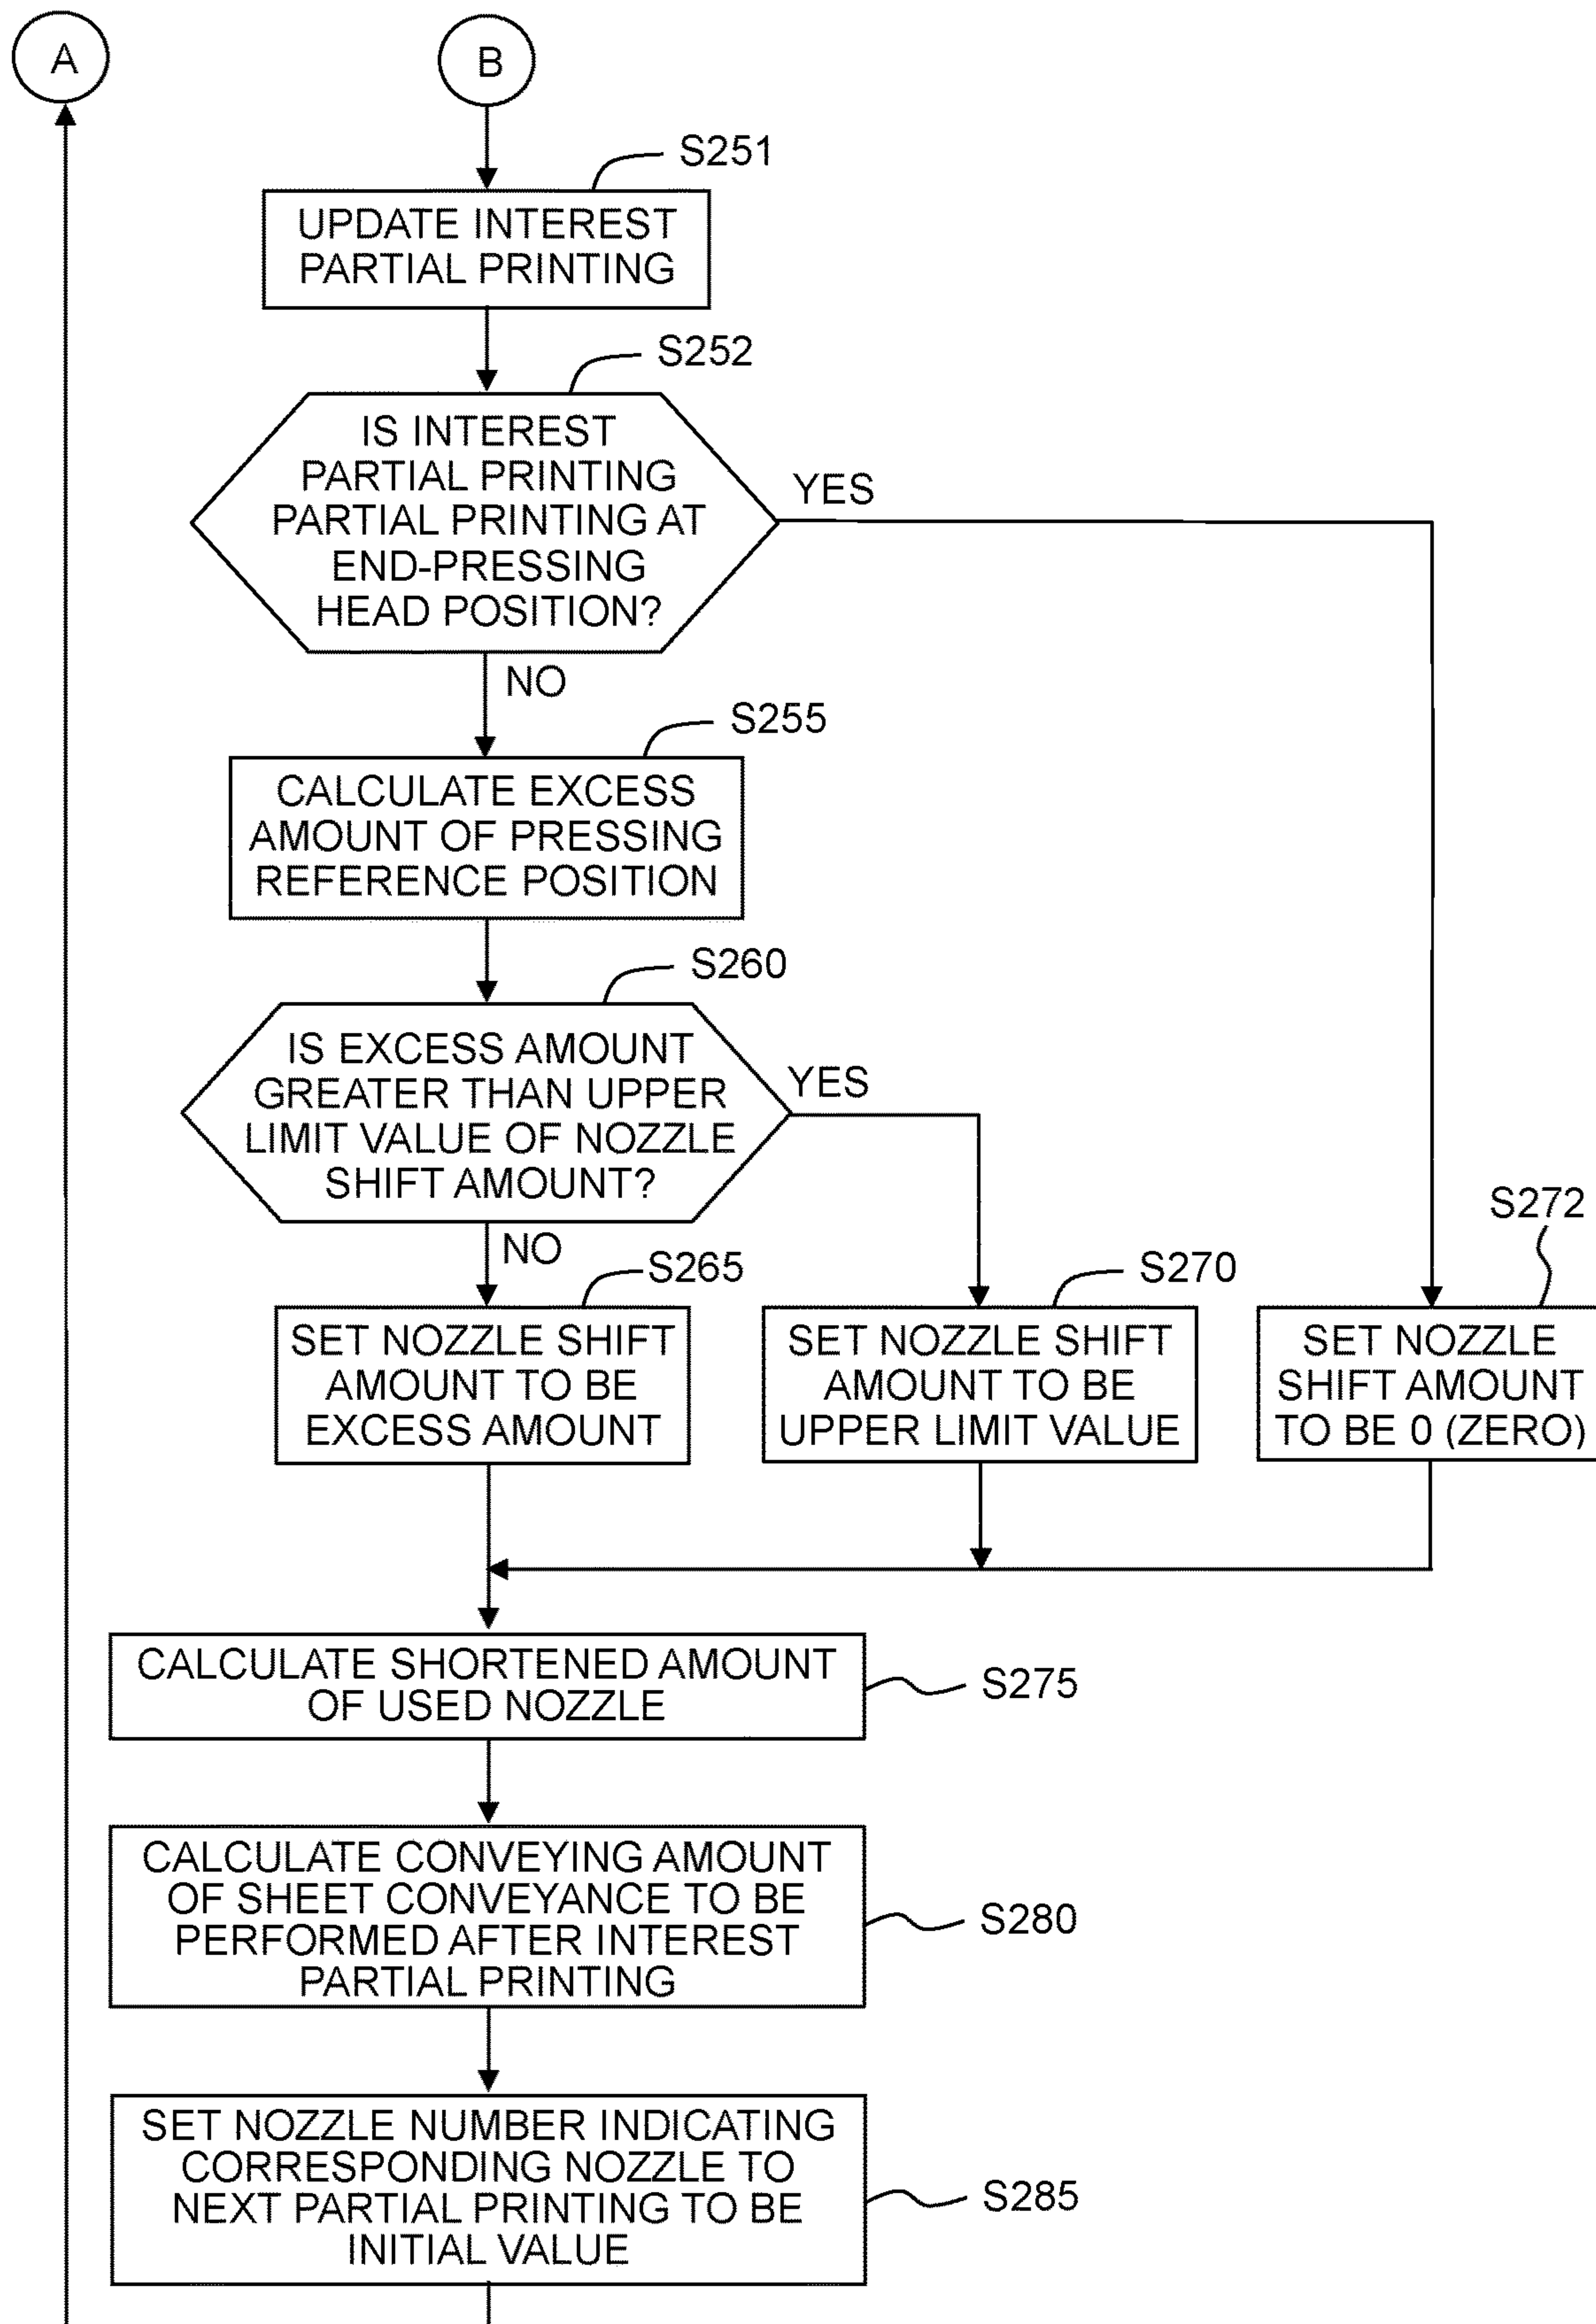 A
B
S251
UPDATE INTEREST
PARTIAL PRINTING
S252
IS INTEREST
PARTIAL PRINTING
PARTIAL PRINTING AT
END-PRESSING
HEAD POSITION?
YES
NO
S255
CALCULATE EXCESS
AMOUNT OF PRESSING
REFERENCE POSITION
S260
IS EXCESS AMOUNT
GREATER THAN UPPER
LIMIT VALUE OF NOZZLE
SHIFT AMOUNT?
YES
NO
S265
SET NOZZLE SHIFT
AMOUNT TO BE
EXCESS AMOUNT
S270
SET NOZZLE SHIFT
AMOUNT TO BE
UPPER LIMIT VALUE
S272
SET NOZZLE
SHIFT AMOUNT
TO BE 0 (ZERO)
CALCULATE SHORTENED AMOUNT
OF USED NOZZLE
S275
CALCULATE CONVEYING AMOUNT
OF SHEET CONVEYANCE TO BE
PERFORMED AFTER INTEREST
PARTIAL PRINTING
S280
SET NOZZLE NUMBER INDICATING
CORRESPONDING NOZZLE TO
NEXT PARTIAL PRINTING TO BE
INITIAL VALUE
S285